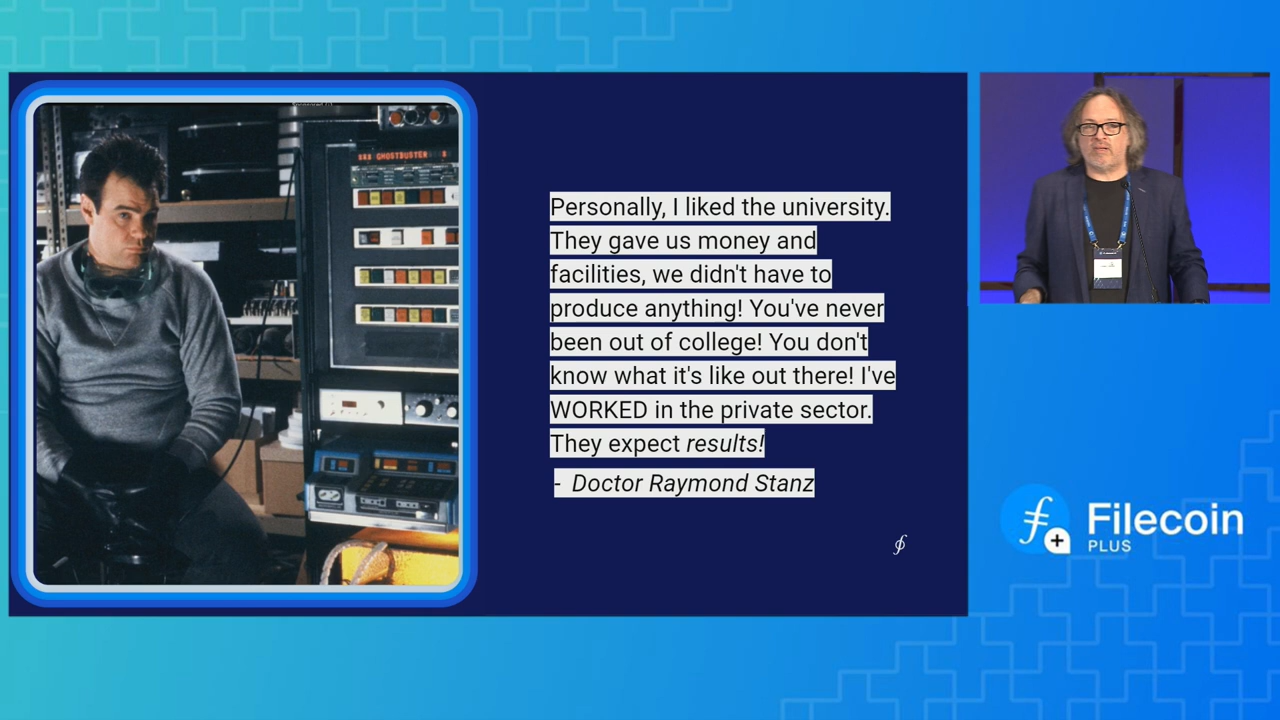 GHOSTBUSTER
Personally, I liked the university.
They gave us money and
facilities, we didn't have to
produce anything! You've never
been out of college! You don't
know what it's like out there! I've
WORKED in the private sector.
They expect results!
- Doctor Raymond Stanz
Filecoin
PLUS